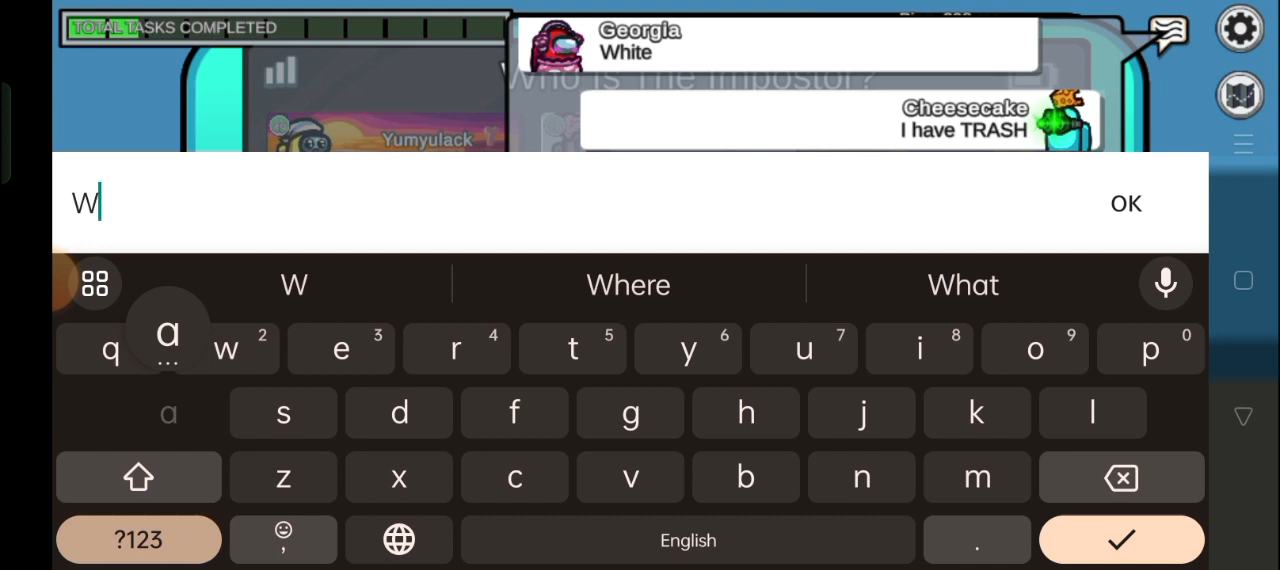 TOTAL TASKS COMPLETED
Georgia
White
Who Is The Impostor?
Cheesecake
I have TRASH
Yumyulack
W
OK
W Where What
a
q w 2 e 3 r 4 t 5 y 6 u 7 i 8 o 9 p 0
a s d f g h j k l
z x c v b n m
?123 , English .